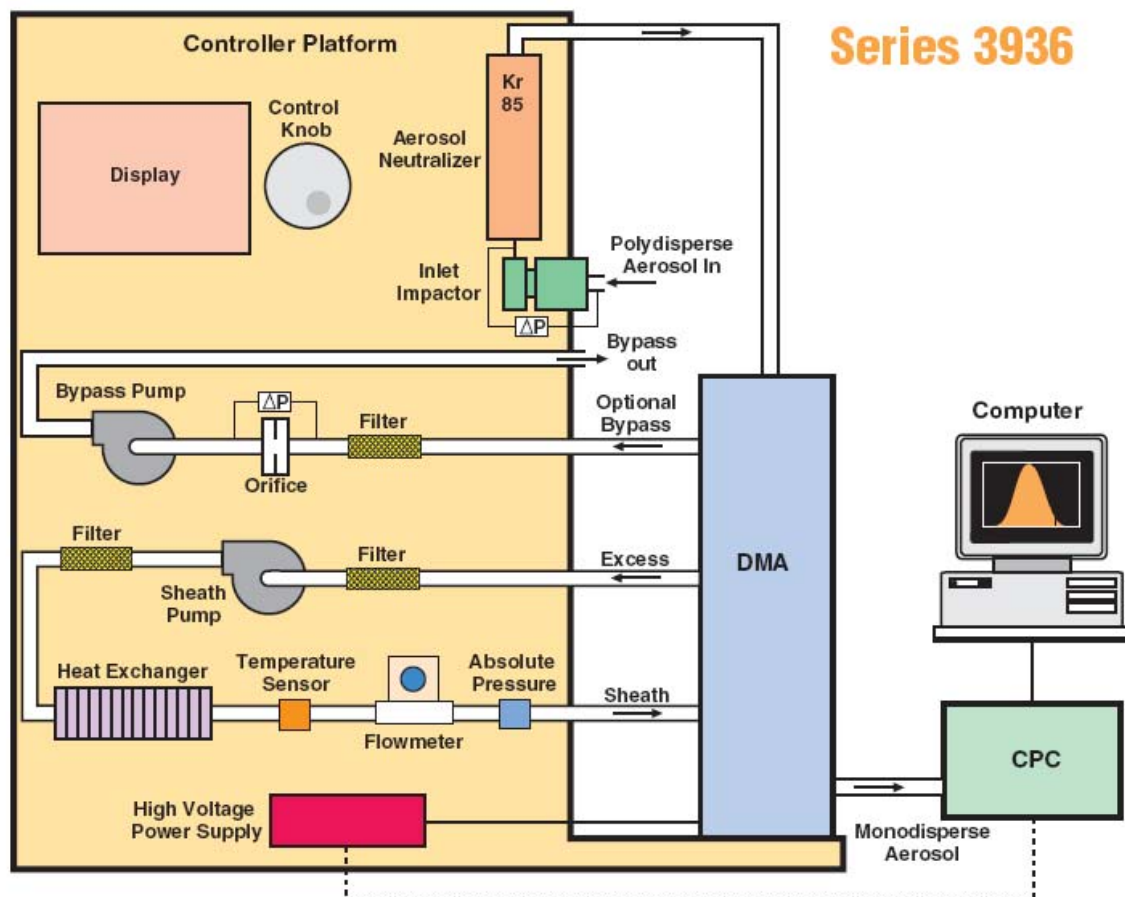 Series 3936
Controller Platform
Kr
85
Control
Knob
Aerosol
Neutralizer
Display
Polydisperse
Aerosol In
Inlet
Impactor
ΔP
Bypass
out
Bypass Pump
ΔP
Filter
Optional
Bypass
Computer
Orifice
Filter
Filter
Excess
DMA
Sheath
Pump
Heat Exchanger
Temperature
Sensor
Absolute
Pressure
Sheath
Flowmeter
CPC
High Voltage
Power Supply
Monodisperse
Aerosol